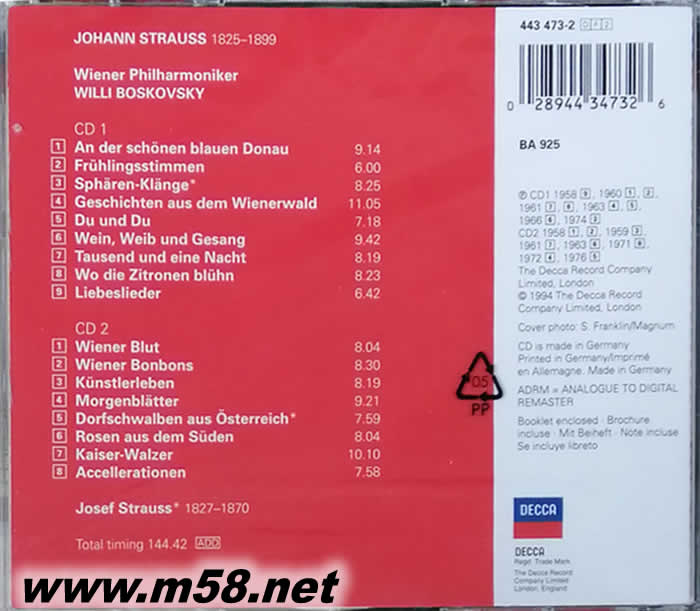 JOHANN STRAUSS 1825–1899
Wiener Philharmoniker
WILLI BOSKOVSKY
CD 1
1 An der schönen blauen Donau 9.14
2 Frühlingsstimmen 6.00
3 Sphären-Klänge* 8.25
4 Geschichten aus dem Wienerwald 11.05
5 Du und Du 7.18
6 Wein, Weib und Gesang 9.42
7 Tausend und eine Nacht 8.19
8 Wo die Zitronen blühn 8.23
9 Liebeslieder 6.42
CD 2
1 Wiener Blut 8.04
2 Wiener Bonbons 8.30
3 Künstlerleben 8.19
4 Morgenblätter 9.21
5 Dorfschwalben aus Österreich* 7.59
6 Rosen aus dem Süden 8.04
7 Kaiser-Walzer 10.10
8 Accellerationen 7.58
Josef Strauss* 1827–1870
Total timing 144.42 ADD
www.m58.net
05
PP
443 473-2 DF2
0 28944 34732 6
BA 925
℗ CD1 1958 9, 1960 1, 2,
1961 7, 8, 1963 4, 5,
1966 6, 1974 3
CD2 1958 1, 2, 1959 3,
1961 7, 1963 6, 1971 8,
1972 4, 1976 5
The Decca Record Company
Limited, London
© 1994 The Decca Record
Company Limited, London
Cover photo: S. Franklin/Magnum
CD is made in Germany
Printed in Germany/Imprimé
en Allemagne. Made in Germany
ADRM = ANALOGUE TO DIGITAL
REMASTER
Booklet enclosed · Brochure
incluse · Mit Beiheft · Note incluse
Se incluye libreto
DECCA
DECCA
Regd. Trade Mark.
The Decca Record
Company Limited
London, England